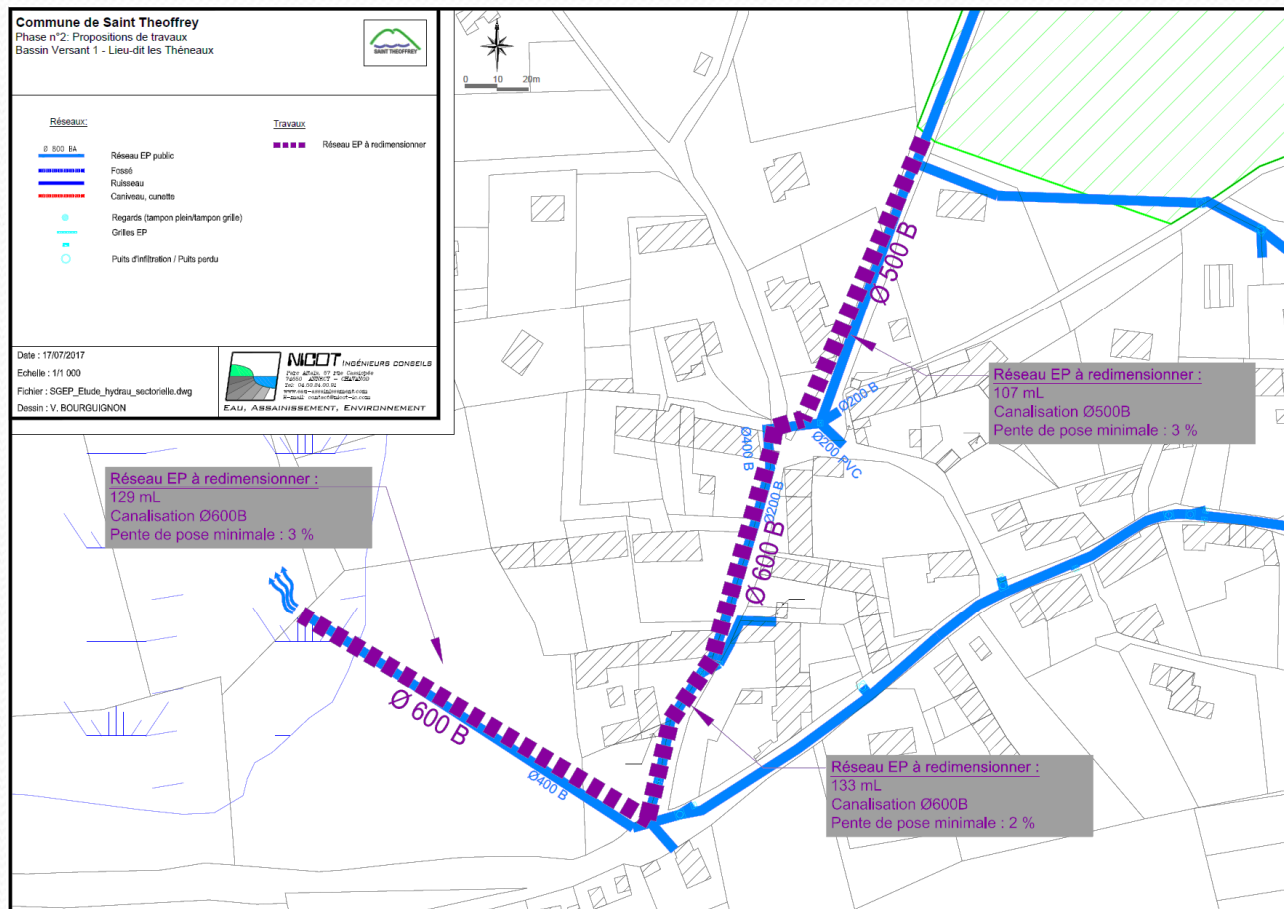 Commune de Saint Theoffrey
Phase n°2: Propositions de travaux
Bassin Versant 1 - Lieu-dit les Théneaux
SAINT THEOFFREY
0 10 20m
Réseaux:
Travaux
Ø 800 BA
Réseau EP public
Réseau EP à redimensionner
Fossé
Ruisseau
Caniveau, cunette
Regards (tampon plein/tampon grille)
Grilles EP
Puits d'infiltration / Puits perdu
Date : 17/07/2017
Echelle : 1/1 000
Fichier : SGEP_Etude_hydrau_sectorielle.dwg
Dessin : V. BOURGUIGNON
NICOT INGÉNIEURS CONSEILS
EAU, ASSAINISSEMENT, ENVIRONNEMENT
Ø 500 B
Réseau EP à redimensionner :
107 mL
Canalisation Ø500B
Pente de pose minimale : 3 %
Ø200 B
Ø200 PVC
Ø400 B
Ø200 B
Ø 600 B
Réseau EP à redimensionner :
129 mL
Canalisation Ø600B
Pente de pose minimale : 3 %
Ø 600 B
Ø400 B
Réseau EP à redimensionner :
133 mL
Canalisation Ø600B
Pente de pose minimale : 2 %